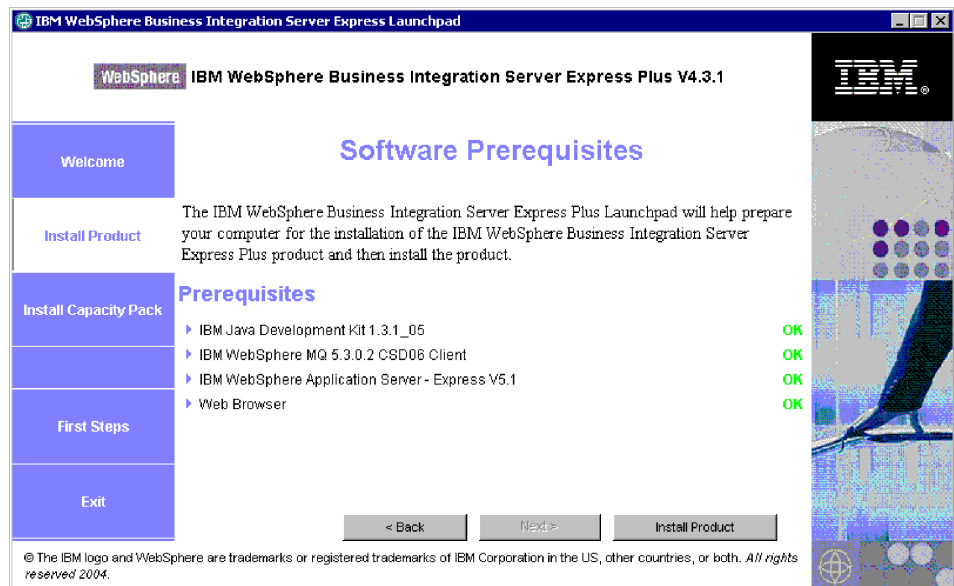 IBM WebSphere Business Integration Server Express Launchpad
WebSphere IBM WebSphere Business Integration Server Express Plus V4.3.1
IBM®
Welcome
Install Product
Install Capacity Pack
First Steps
Exit
Software Prerequisites
The IBM WebSphere Business Integration Server Express Plus Launchpad will help prepare
your computer for the installation of the IBM WebSphere Business Integration Server
Express Plus product and then install the product.
Prerequisites
IBM Java Development Kit 1.3.1_05 OK
IBM WebSphere MQ 5.3.0.2 CSD06 Client OK
IBM WebSphere Application Server - Express V5.1 OK
Web Browser OK
< Back Next > Install Product
© The IBM logo and WebSphere are trademarks or registered trademarks of IBM Corporation in the US, other countries, or both. All rights
reserved 2004.